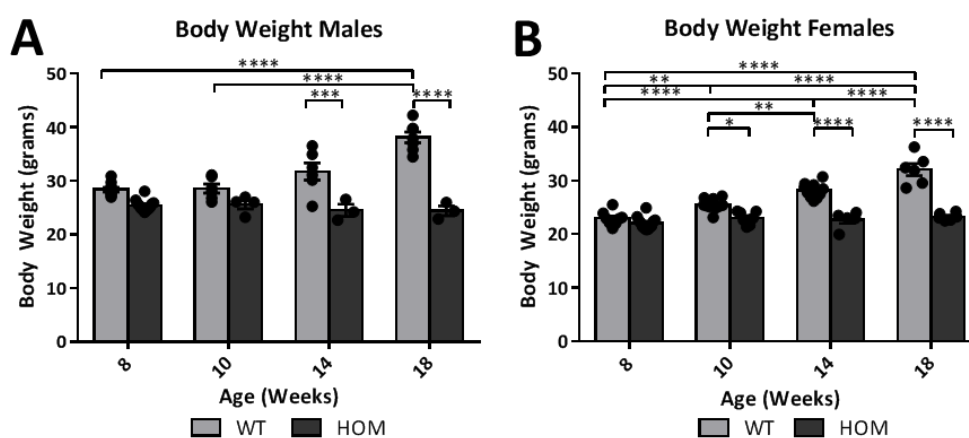 A
Body Weight Males
Body Weight (grams)
50
40
30
20
10
0
****
****
***
****
8
10
14
18
Age (Weeks)
WT
HOM
B
Body Weight Females
Body Weight (grams)
50
40
30
20
10
0
****
**
****
****
****
**
*
****
****
8
10
14
18
Age (Weeks)
WT
HOM